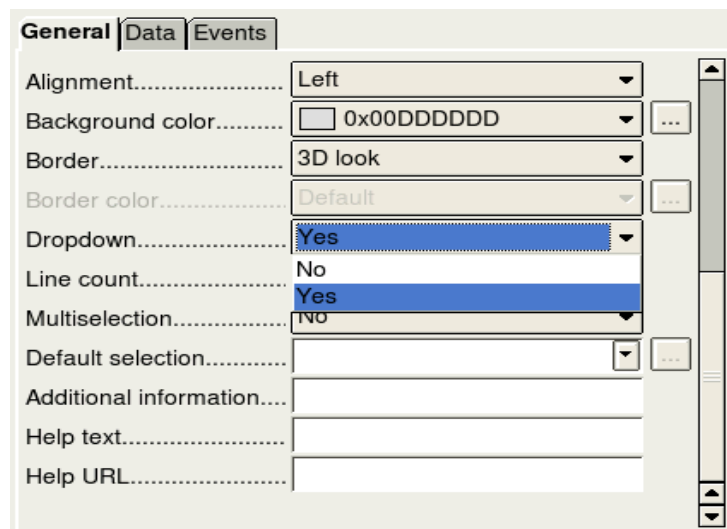 General Data Events
Alignment...................... Left
Background color.......... 0x00DDDDDD ...
Border........................... 3D look
Border color................... Default ...
Dropdown...................... Yes
No
Line count
Yes
Multiselection................. No
Default selection............ ...
Additional information....
Help text........................
Help URL.......................